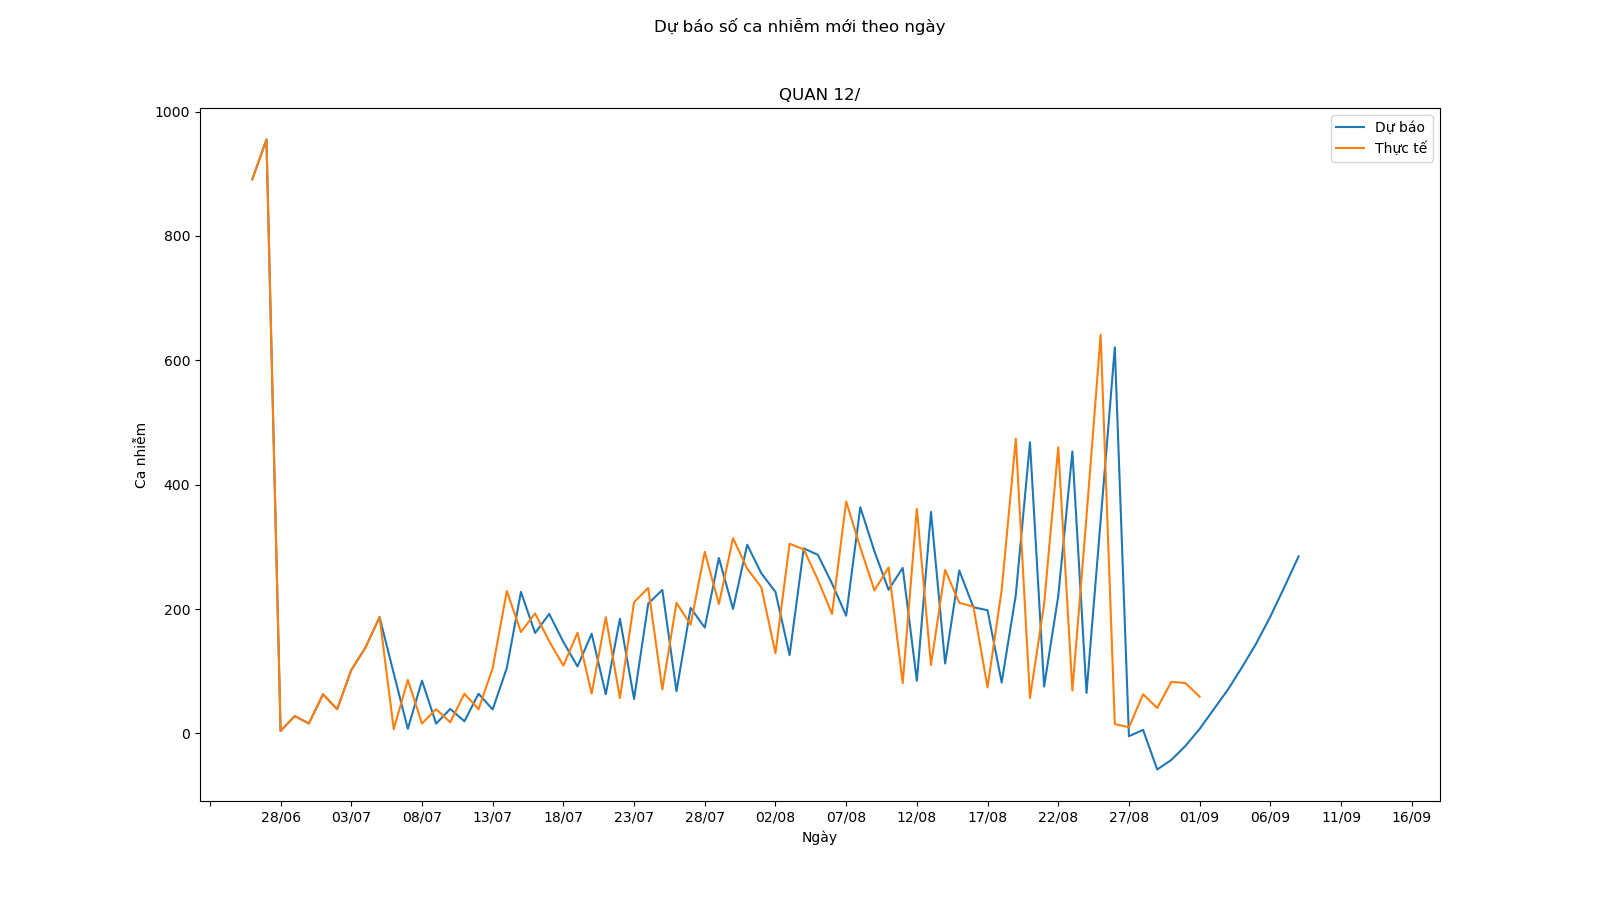 Dự báo số ca nhiễm mới theo ngày
QUAN 12/
Dự báo
Thực tế
Ca nhiễm
1000
800
600
400
200
0
28/06 03/07 08/07 13/07 18/07 23/07 28/07 02/08 07/08 12/08 17/08 22/08 27/08 01/09 06/09 11/09 16/09
Ngày